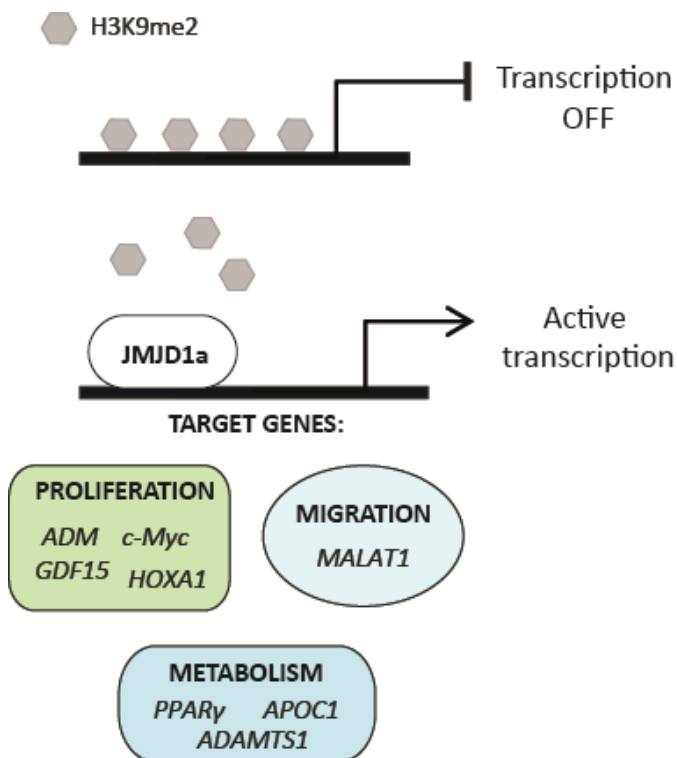 H3K9me2
Transcription
OFF
JMJD1a
Active
transcription
TARGET GENES:
PROLIFERATION
ADM c-Myc
GDF15 HOXA1
MIGRATION
MALAT1
METABOLISM
PPARγ APOC1
ADAMTS1